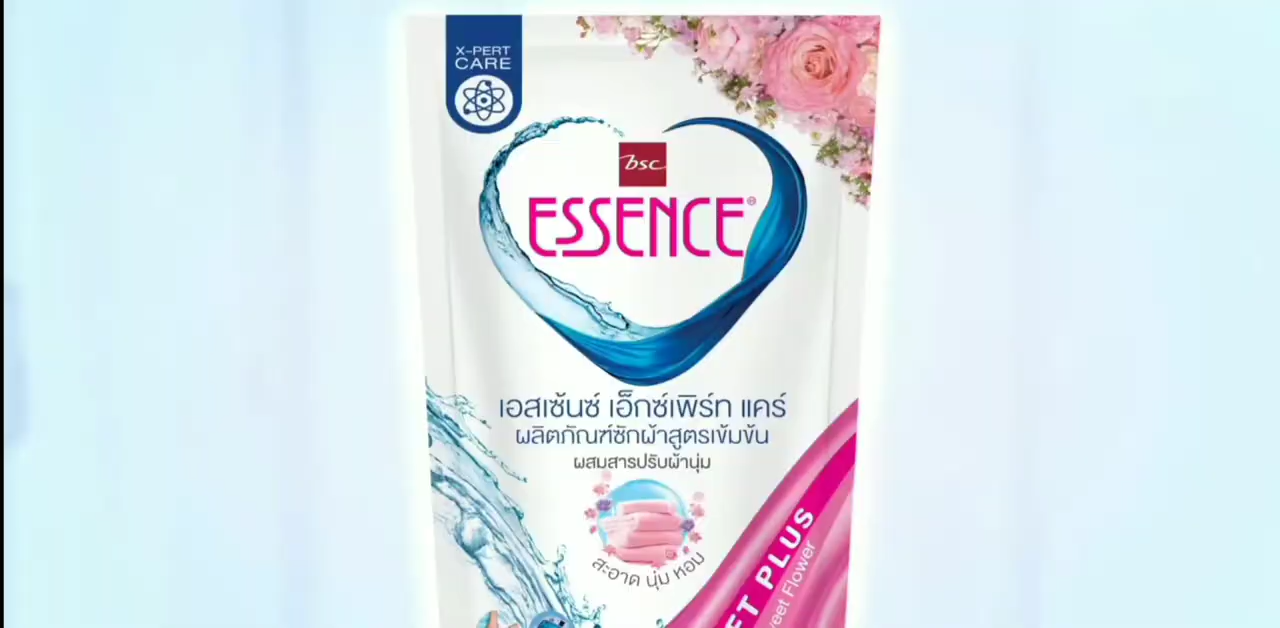 X-PERT
CARE
bsc
ESSENCE®
เอสเซ้นซ์ เอ็กซ์เพิร์ท แคร์
ผลิตภัณฑ์ซักผ้าสูตรเข้มข้น
ผสมสารปรับผ้านุ่ม
สะอาด นุ่ม หอม
PLUS
Flower